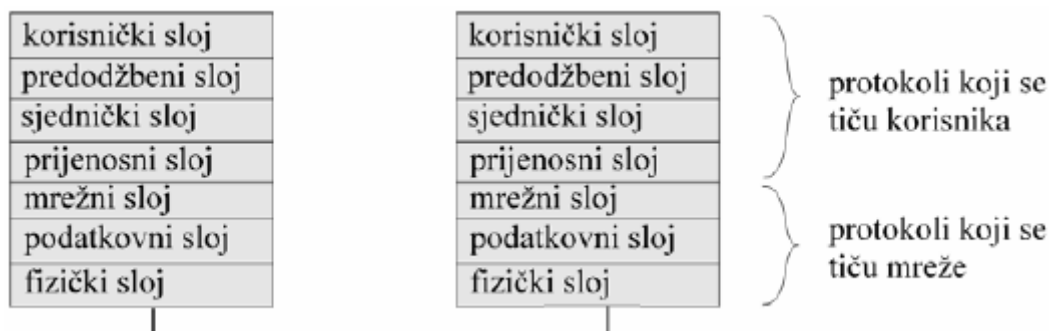 korisnički sloj
predodžbeni sloj
sjednički sloj
prijenosni sloj
mrežni sloj
podatkovni sloj
fizički sloj
korisnički sloj
predodžbeni sloj
sjednički sloj
prijenosni sloj
mrežni sloj
podatkovni sloj
fizički sloj
protokoli koji se
tiču korisnika
protokoli koji se
tiču mreže